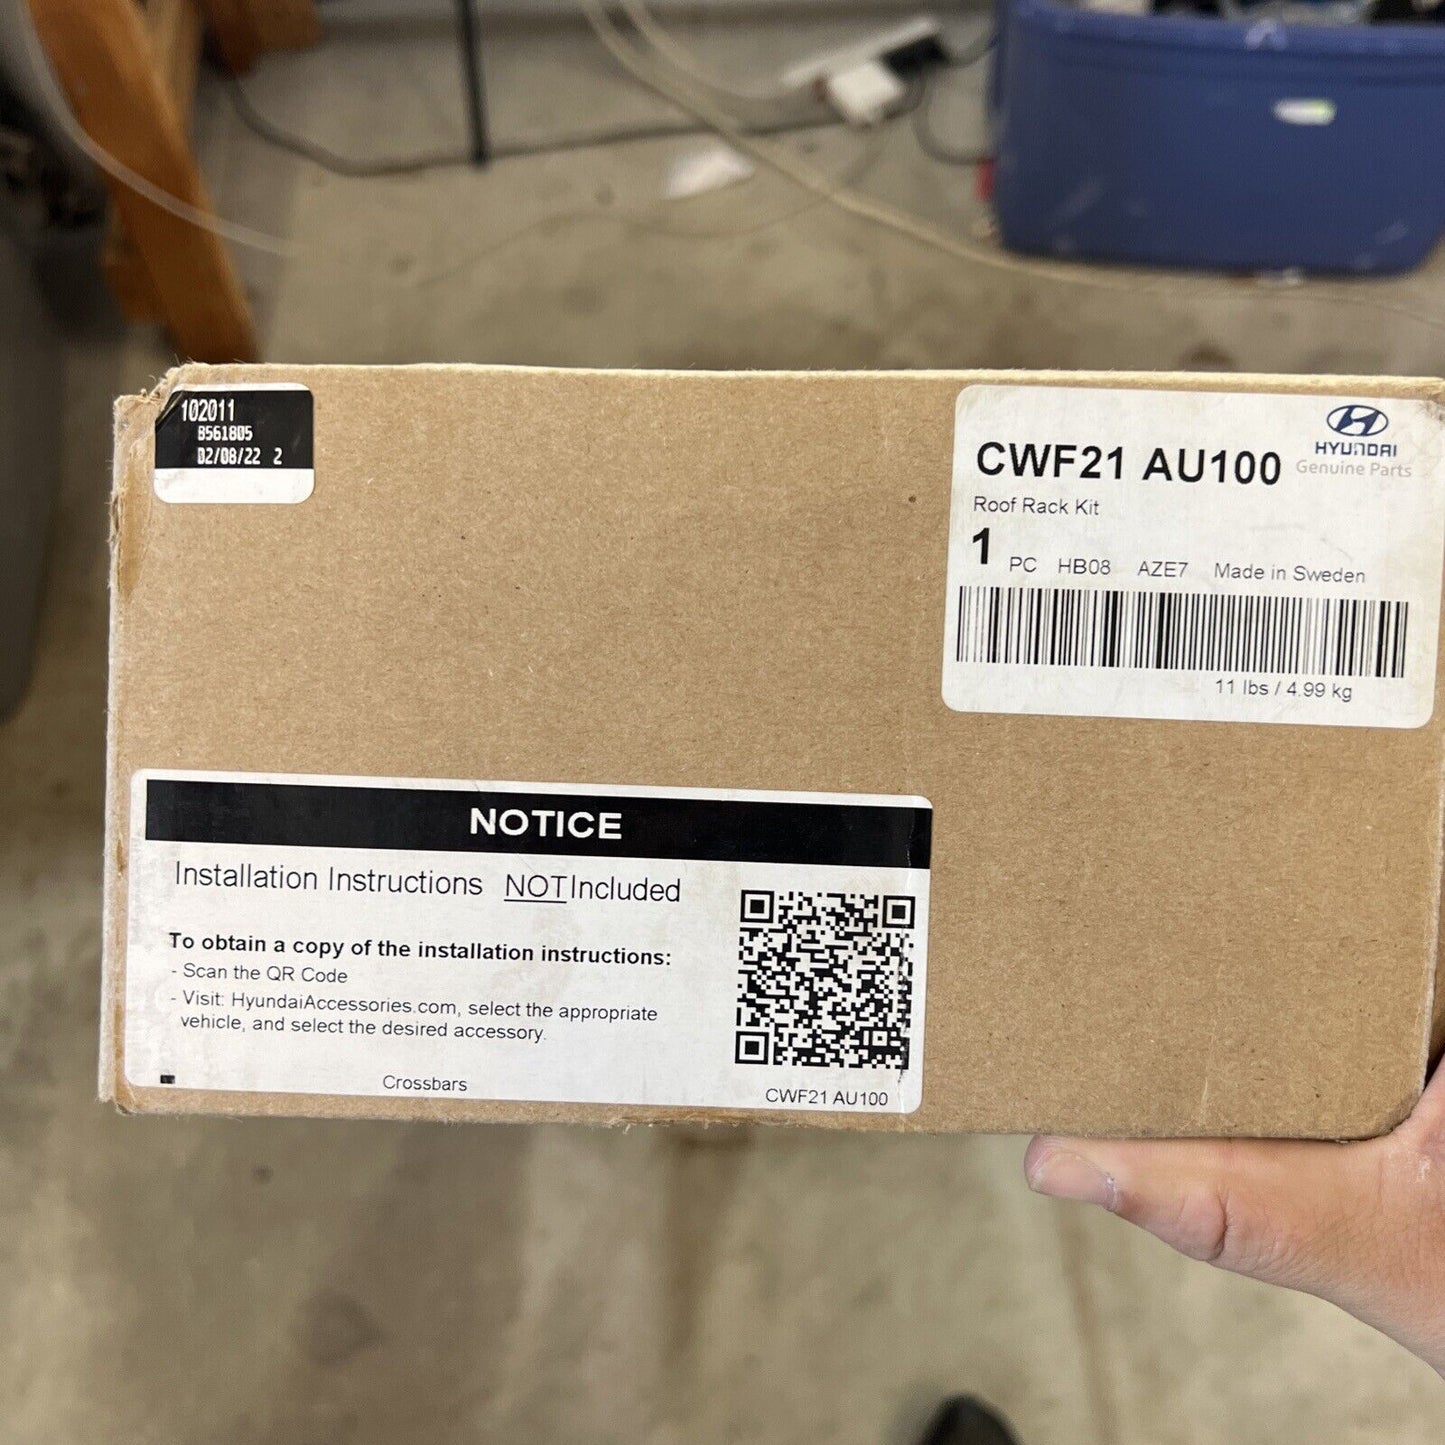 102011
B561805
02/08/22 2
HYUNDAI
Genuine Parts
CWF21 AU100
Roof Rack Kit
1 PC HB08 AZE7 Made in Sweden
11 lbs / 4.99 kg
NOTICE
Installation Instructions NOT Included
To obtain a copy of the installation instructions:
- Scan the QR Code
- Visit: HyundaiAccessories.com, select the appropriate
vehicle, and select the desired accessory.
Crossbars
CWF21 AU100